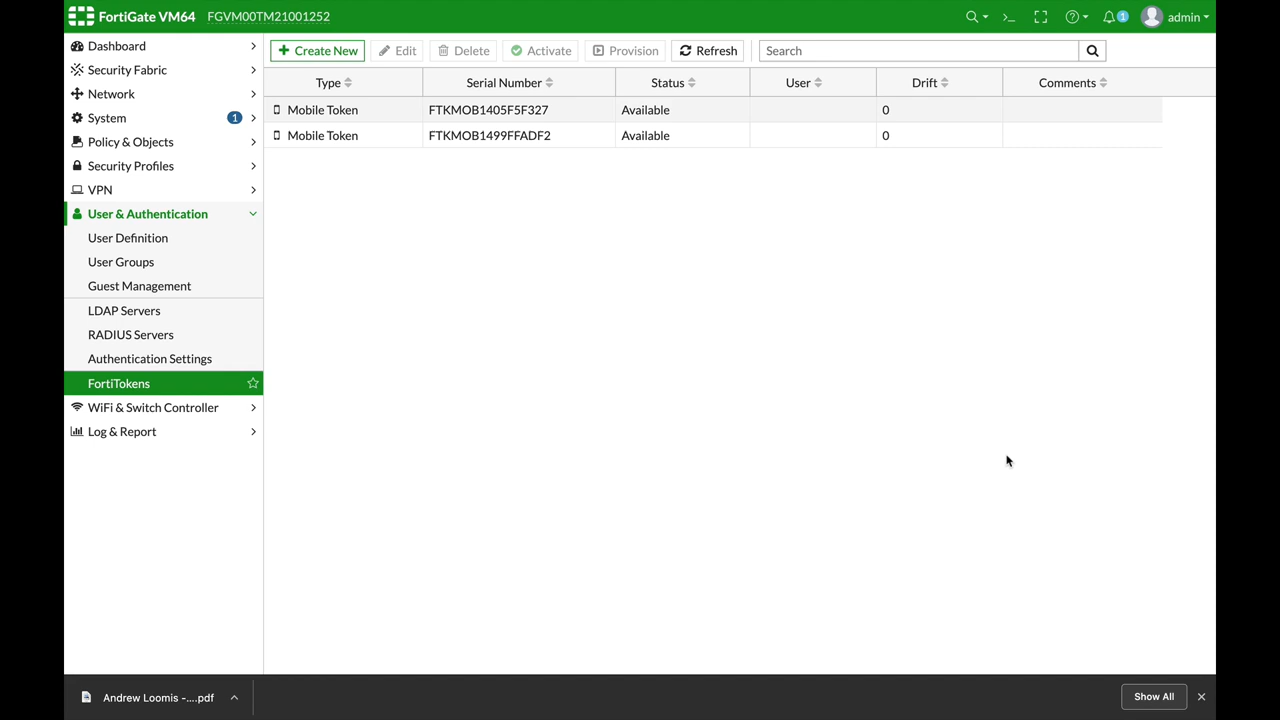 FortiGate VM64 FGVM00TM21001252 >_ 1 admin
Dashboard
Security Fabric
Network
System 1
Policy & Objects
Security Profiles
VPN
User & Authentication
User Definition
User Groups
Guest Management
LDAP Servers
RADIUS Servers
Authentication Settings
FortiTokens
WiFi & Switch Controller
Log & Report
+ Create New Edit Delete Activate Provision Refresh Search
Type Serial Number Status User Drift Comments
Mobile Token FTKMOB1405F5F327 Available 0
Mobile Token FTKMOB1499FFADF2 Available 0
Andrew Loomis -....pdf Show All